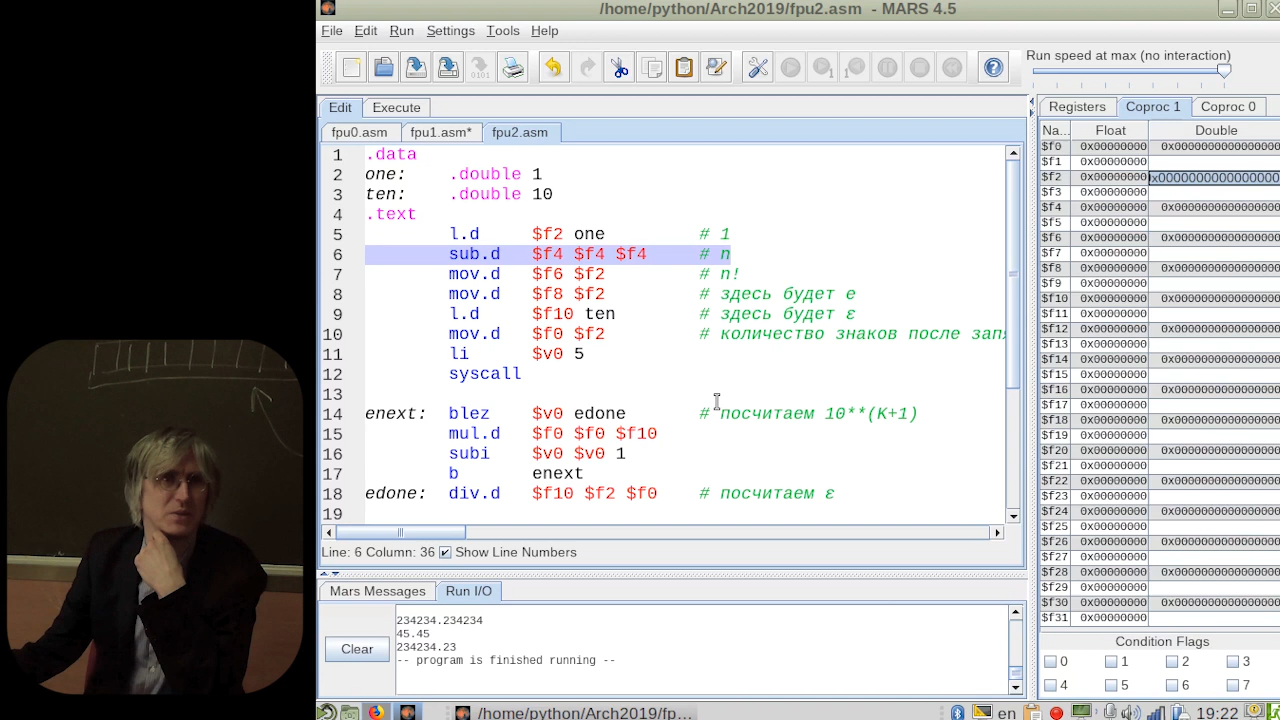 /home/python/Arch2019/fpu2.asm - MARS 4.5
File Edit Run Settings Tools Help
Run speed at max (no interaction)
Edit Execute
Registers Coproc 1 Coproc 0
fpu0.asm fpu1.asm* fpu2.asm
1 .data
2 one: .double 1
3 ten: .double 10
4 .text
5 l.d $f2 one # 1
6 sub.d $f4 $f4 $f4 # n
7 mov.d $f6 $f2 # n!
8 mov.d $f8 $f2 # здесь будет e
9 l.d $f10 ten # здесь будет ε
10 mov.d $f0 $f2 # количество знаков после запя
11 li $v0 5
12 syscall
13
14 enext: blez $v0 edone # посчитаем 10**(K+1)
15 mul.d $f0 $f0 $f10
16 subi $v0 $v0 1
17 b enext
18 edone: div.d $f10 $f2 $f0 # посчитаем ε
19
Line: 6 Column: 36 Show Line Numbers
Mars Messages Run I/O
234234.234234
45.45
234234.23
-- program is finished running --
Clear
Na... Float Double
$f0 0x00000000 0x0000000000000000
$f1 0x00000000
$f2 0x00000000 0x0000000000000000
$f3 0x00000000
$f4 0x00000000 0x0000000000000000
$f5 0x00000000
$f6 0x00000000 0x0000000000000000
$f7 0x00000000
$f8 0x00000000 0x0000000000000000
$f9 0x00000000
$f10 0x00000000 0x0000000000000000
$f11 0x00000000
$f12 0x00000000 0x0000000000000000
$f13 0x00000000
$f14 0x00000000 0x0000000000000000
$f15 0x00000000
$f16 0x00000000 0x0000000000000000
$f17 0x00000000
$f18 0x00000000 0x0000000000000000
$f19 0x00000000
$f20 0x00000000 0x0000000000000000
$f21 0x00000000
$f22 0x00000000 0x0000000000000000
$f23 0x00000000
$f24 0x00000000 0x0000000000000000
$f25 0x00000000
$f26 0x00000000 0x0000000000000000
$f27 0x00000000
$f28 0x00000000 0x0000000000000000
$f29 0x00000000
$f30 0x00000000 0x0000000000000000
$f31 0x00000000
Condition Flags
0 1 2 3
4 5 6 7
/home/python/Arch2019/fp... en 19:22